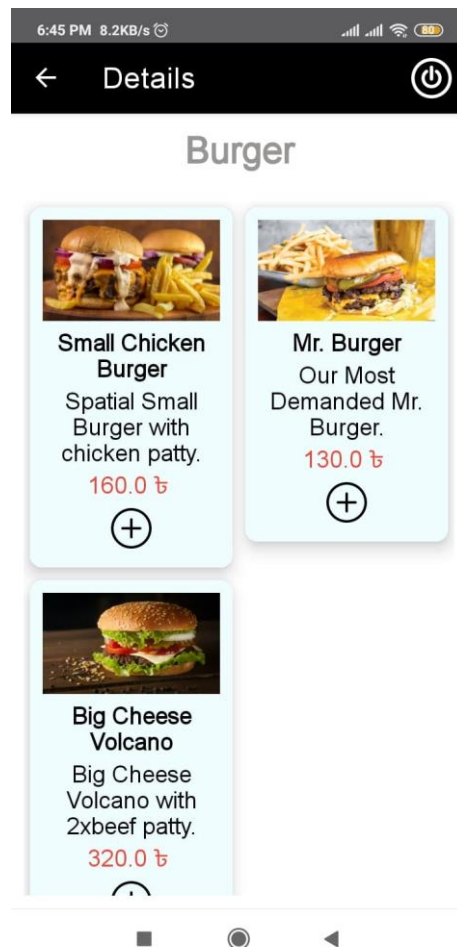 6:45 PM 8.2KB/s
80
Details
Burger
Small Chicken
Burger
Spatial Small
Burger with
chicken patty.
160.0 ৳
Mr. Burger
Our Most
Demanded Mr.
Burger.
130.0 ৳
Big Cheese
Volcano
Big Cheese
Volcano with
2xbeef patty.
320.0 ৳